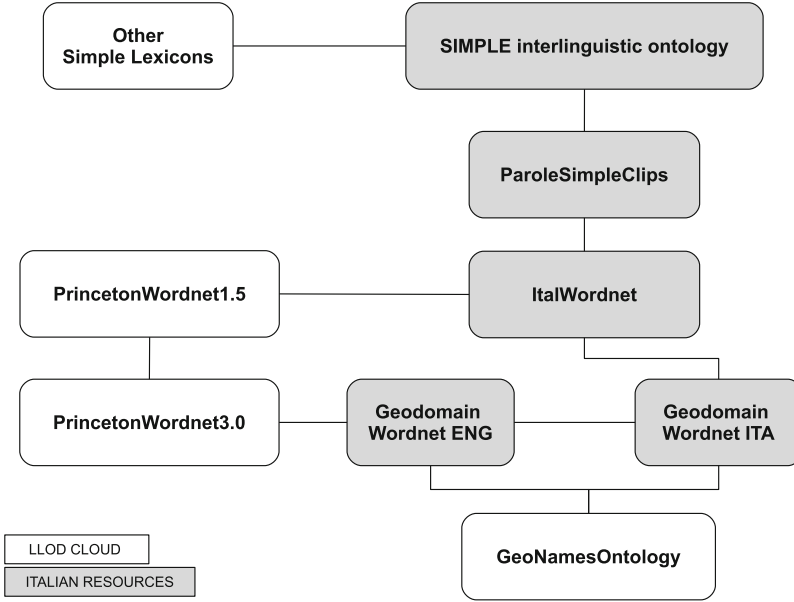 Other
Simple Lexicons
SIMPLE interlinguistic ontology
ParoleSimpleClips
PrincetonWordnet1.5
ItalWordnet
PrincetonWordnet3.0
Geodomain
Wordnet ENG
Geodomain
Wordnet ITA
GeoNamesOntology
LLOD CLOUD
ITALIAN RESOURCES